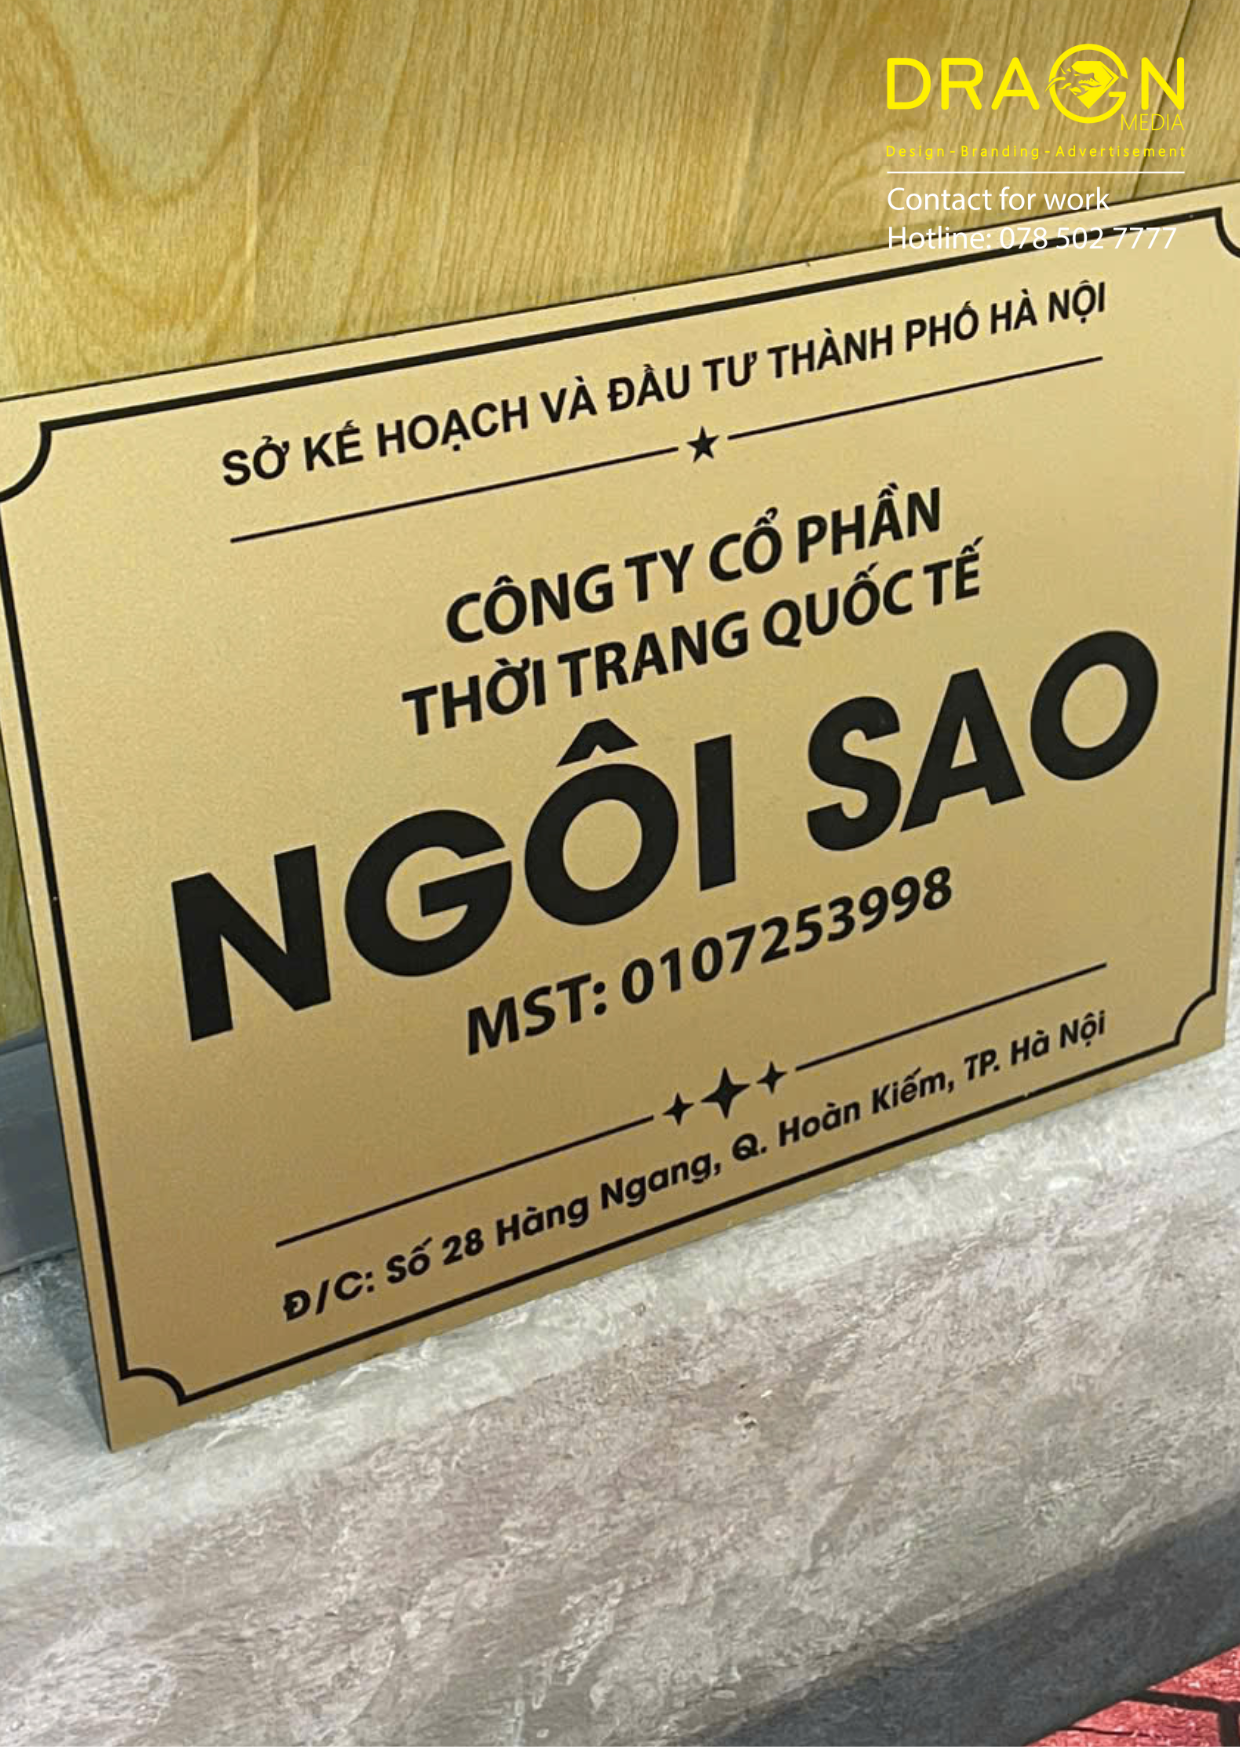 DRAGON
MEDIA
Design - Branding - Advertisement
Contact for work
Hotline: 078 502 7777
SỞ KẾ HOẠCH VÀ ĐẦU TƯ THÀNH PHỐ HÀ NỘI
CÔNG TY CỔ PHẦN
THỜI TRANG QUỐC TẾ
NGÔI SAO
MST: 0107253998
Đ/C: Số 28 Hàng Ngang, Q. Hoàn Kiếm, TP. Hà Nội